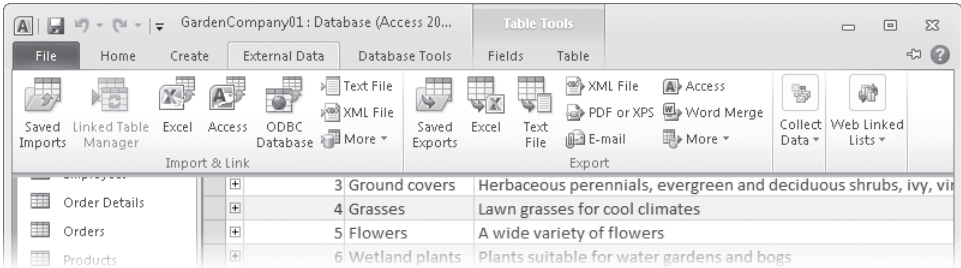 GardenCompany01 : Database (Access 20...
Table Tools
File Home Create External Data Database Tools Fields Table
Saved Imports
Linked Table Manager
Excel
Access
ODBC Database
Text File
XML File
More
Import & Link
Saved Exports
Excel
Text File
XML File
PDF or XPS
E-mail
Access
Word Merge
More
Export
Collect Data
Web Linked Lists
3 Ground covers Herbaceous perennials, evergreen and deciduous shrubs, ivy,
Order Details
4 Grasses Lawn grasses for cool climates
Orders
5 Flowers A wide variety of flowers
Products
6 Wetland plants Plants suitable for water gardens and bogs